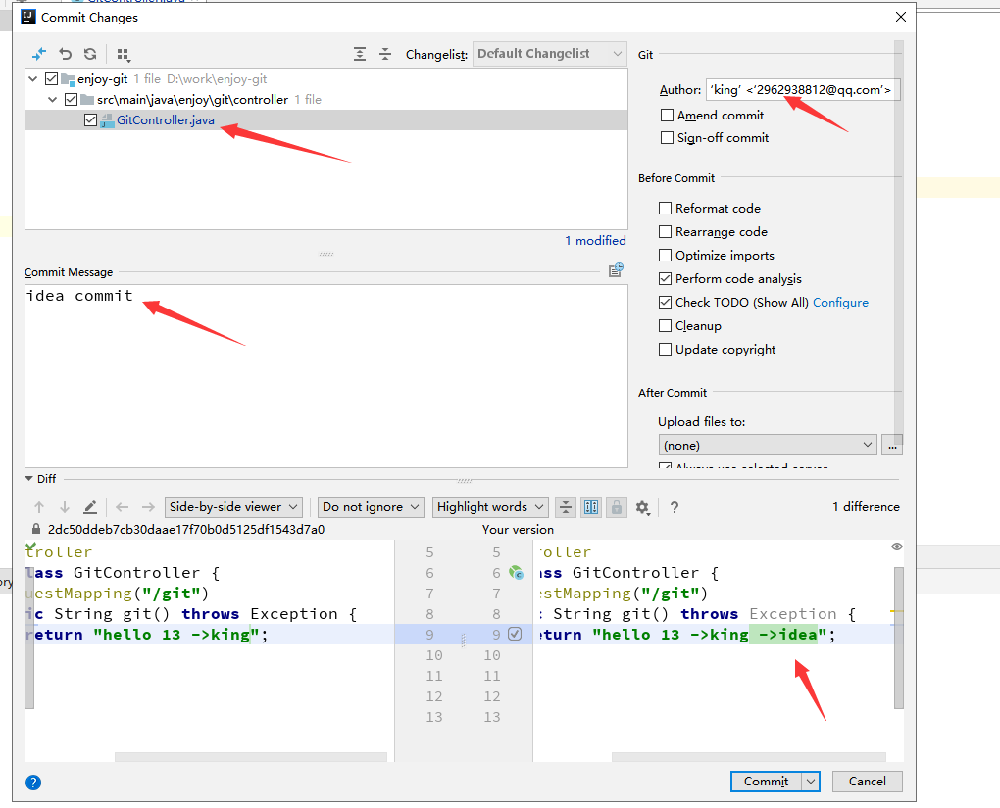 Commit Changes
Changelist: Default Changelist
enjoy-git 1 file D:\work\enjoy-git
src\main\java\enjoy\git\controller 1 file
GitController.java
1 modified
Commit Message
idea commit
Git
Author: 'king' <'2962938812@qq.com'>
Amend commit
Sign-off commit
Before Commit
Reformat code
Rearrange code
Optimize imports
Perform code analysis
Check TODO (Show All) Configure
Cleanup
Update copyright
After Commit
Upload files to:
(none)
...
Always use selected server
Diff
Side-by-side viewer
Do not ignore
Highlight words
?
1 difference
2dc50ddeb7cb30daae17f70b0d5125df1543d7a0
Your version
troller 5 5 roller
lass GitController { 6 6 ass GitController {
uestMapping("/git") 7 7 estMapping("/git")
ic String git() throws Exception { 8 8 : String git() throws Exception {
return "hello 13 ->king"; 9 9 eturn "hello 13 ->king ->idea";
10 10
11 11
12 12
13 13
?
Commit
Cancel